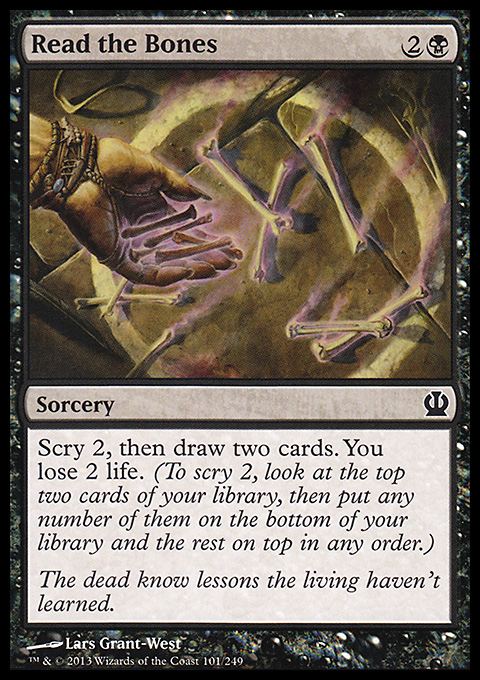 Read the Bones 2
Sorcery
Scry 2, then draw two cards. You
lose 2 life. (To scry 2, look at the top
two cards of your library, then put any
number of them on the bottom of your
library and the rest on top in any order.)
The dead know lessons the living haven't
learned.
Lars Grant-West
™ & © 2013 Wizards of the Coast 101/249